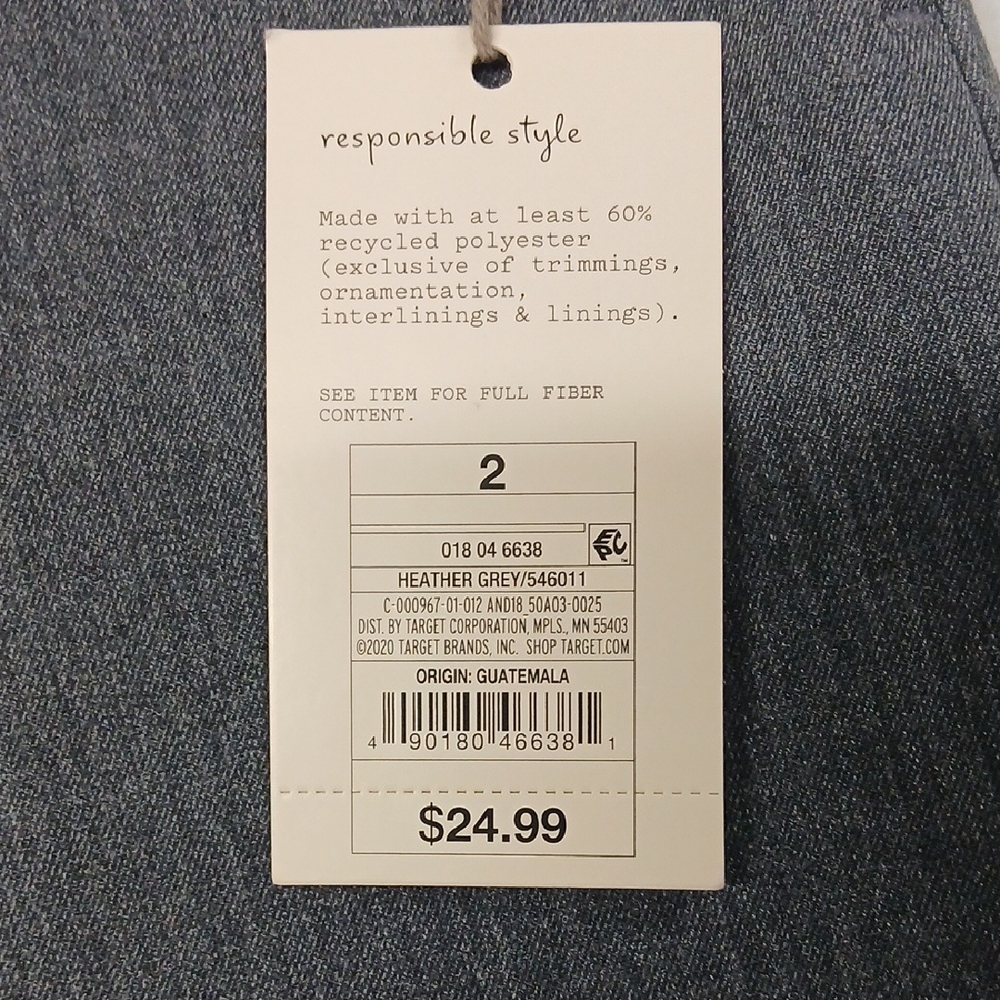 responsible style
Made with at least 60%
recycled polyester
(exclusive of trimmings,
ornamentation,
interlinings & linings).
SEE ITEM FOR FULL FIBER
CONTENT.
2
EPC
018 04 6638
HEATHER GREY/546011
C-000967-01-012 AND18_50A03-0025
DIST. BY TARGET CORPORATION, MPLS., MN 55403
©2020 TARGET BRANDS, INC. SHOP TARGET.COM
ORIGIN: GUATEMALA
4 90180 46638 1
$24.99